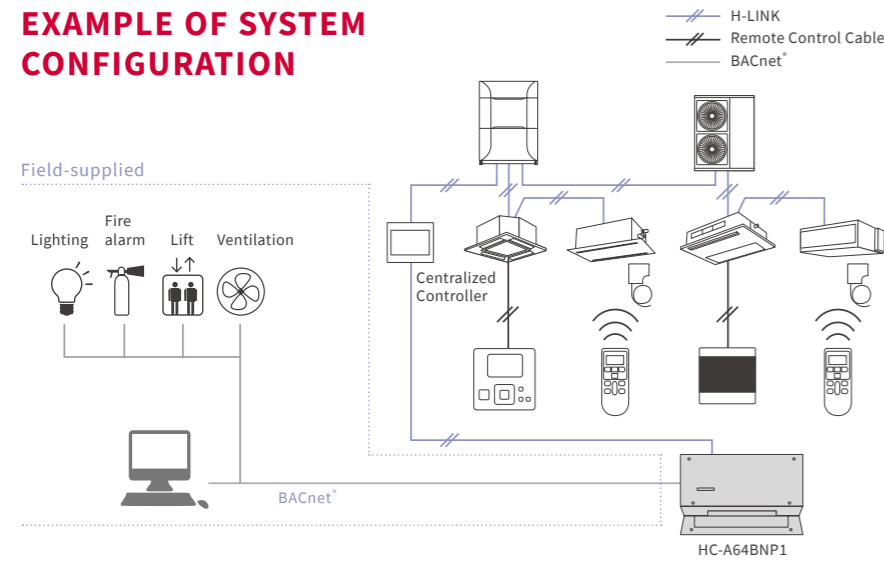 EXAMPLE OF SYSTEM
CONFIGURATION
H-LINK
Remote Control Cable
BACnet®
Field-supplied
Lighting
Fire
alarm
Lift
Ventilation
Centralized
Controller
BACnet®
HC-A64BNP1